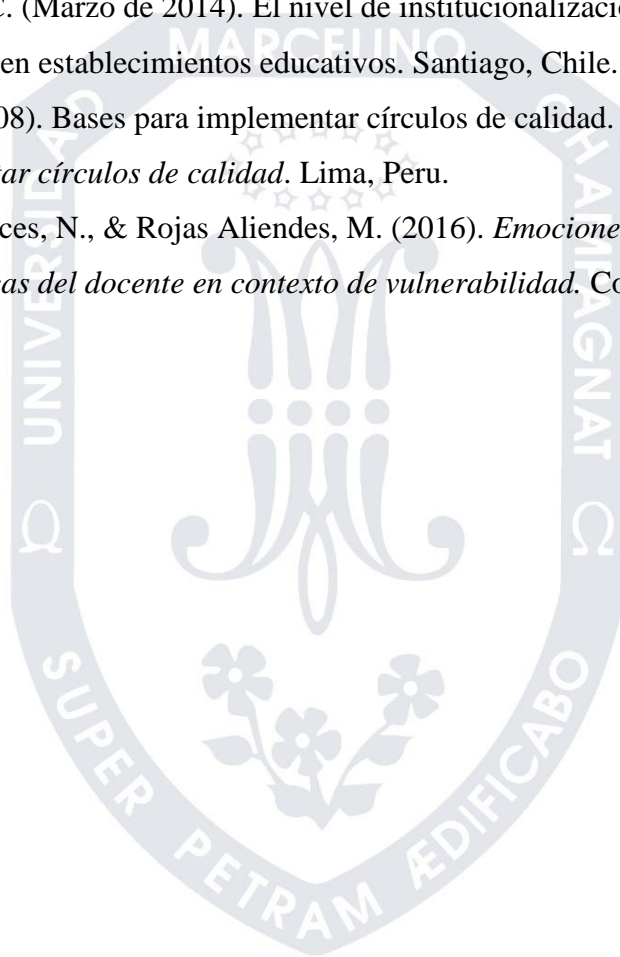 C. (Marzo de 2014). El nivel de institucionalizació
en establecimientos educativos. Santiago, Chile.
08). Bases para implementar círculos de calidad.
tar círculos de calidad. Lima, Peru.
ces, N., & Rojas Aliendes, M. (2016). Emocione
as del docente en contexto de vulnerabilidad. Co
UNIVERSIDAD
MARCELINO
CHAMPAGNAT
Ω
Ω
SUPER PETRAM ÆDIFICABO